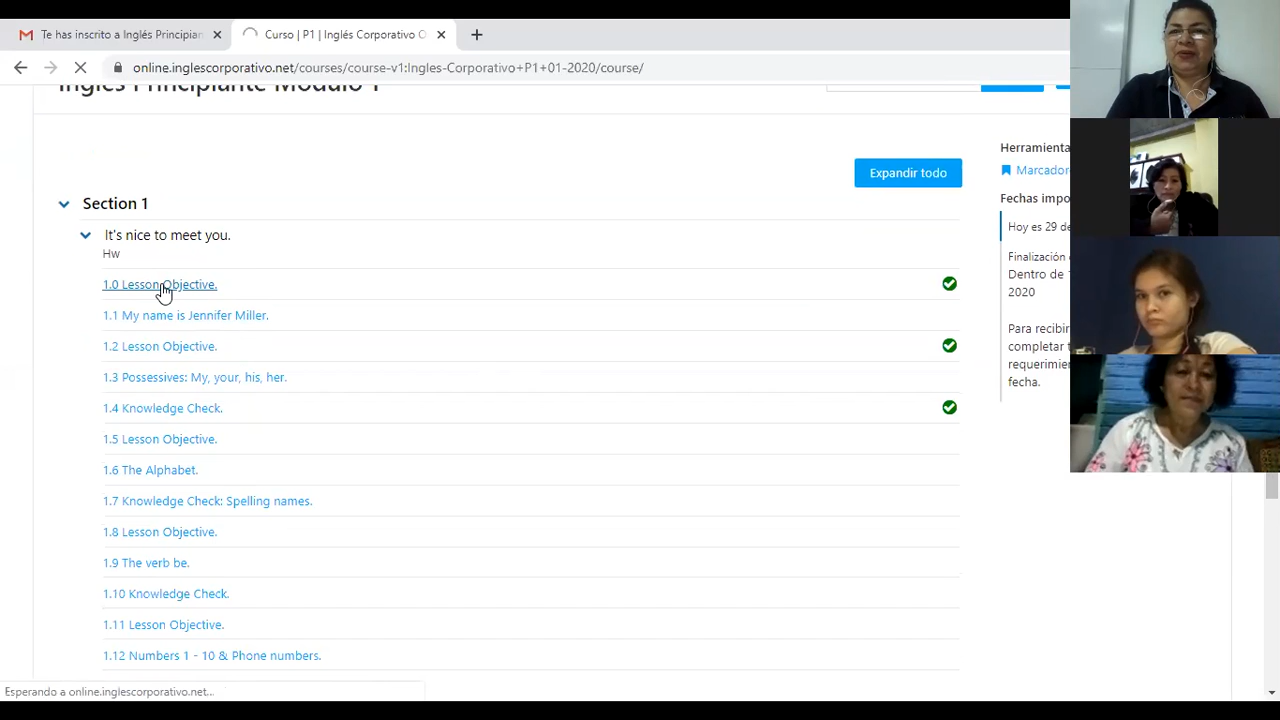 Te has inscrito a Inglés Principian
Curso | P1 | Inglés Corporativo O
online.inglescorporativo.net/courses/course-v1:Ingles-Corporativo+P1+01-2020/course/
Inglés Principiante Módulo 1
Expandir todo
Herramienta
Marcador
Fechas impo
Hoy es 29 de
Finalización
Dentro de 1
2020
Para recibir
completar t
requerimie
fecha.
Section 1
It's nice to meet you.
Hw
1.0 Lesson Objective.
1.1 My name is Jennifer Miller.
1.2 Lesson Objective.
1.3 Possessives: My, your, his, her.
1.4 Knowledge Check.
1.5 Lesson Objective.
1.6 The Alphabet.
1.7 Knowledge Check: Spelling names.
1.8 Lesson Objective.
1.9 The verb be.
1.10 Knowledge Check.
1.11 Lesson Objective.
1.12 Numbers 1 - 10 & Phone numbers.
Esperando a online.inglescorporativo.net...